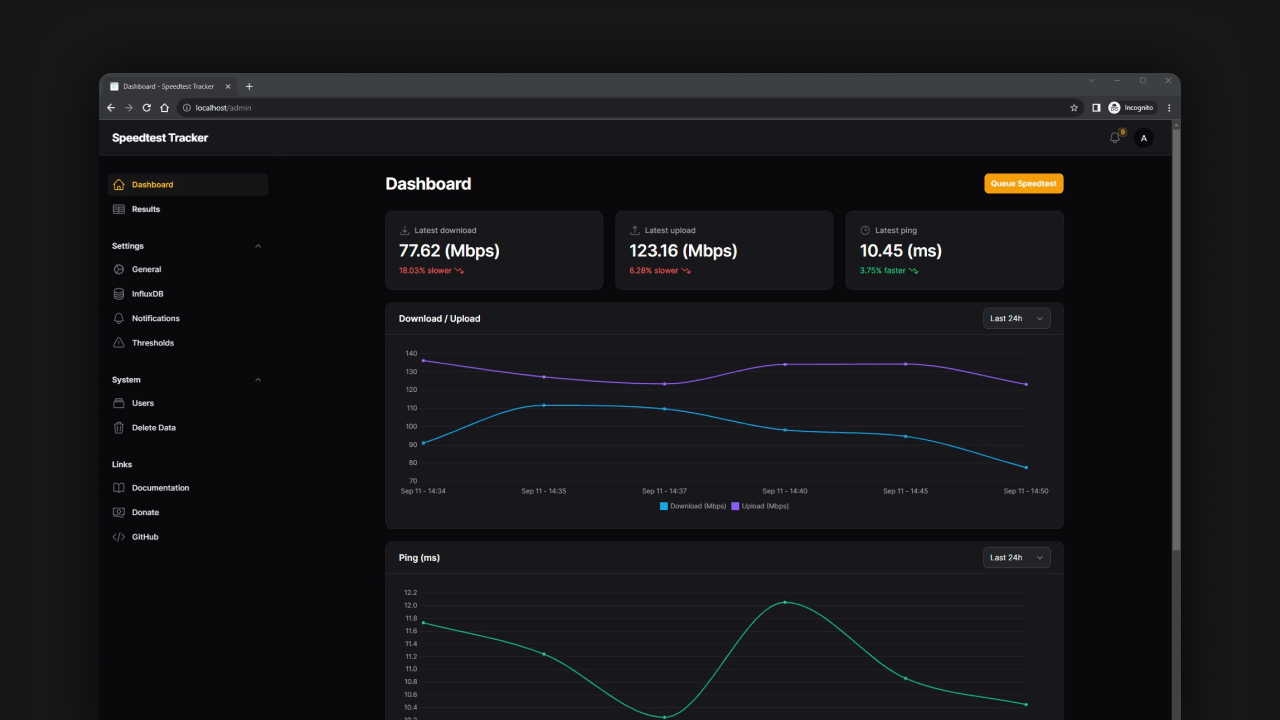 Dashboard - Speedtest Tracker
localhost/admin
Incognito
Speedtest Tracker
9
A
Dashboard
Results
Settings
General
InfluxDB
Notifications
Thresholds
System
Users
Delete Data
Links
Documentation
Donate
GitHub
Dashboard
Queue Speedtest
Latest download
77.62 (Mbps)
18.03% slower
Latest upload
123.16 (Mbps)
8.28% slower
Latest ping
10.45 (ms)
3.75% faster
Download / Upload
Last 24h
140
130
120
110
100
90
80
70
Sep 11 - 14:34 Sep 11 - 14:35 Sep 11 - 14:37 Sep 11 - 14:40 Sep 11 - 14:45 Sep 11 - 14:50
Download (Mbps) Upload (Mbps)
Ping (ms)
Last 24h
12.2
12.0
11.8
11.6
11.4
11.2
11.0
10.8
10.6
10.4